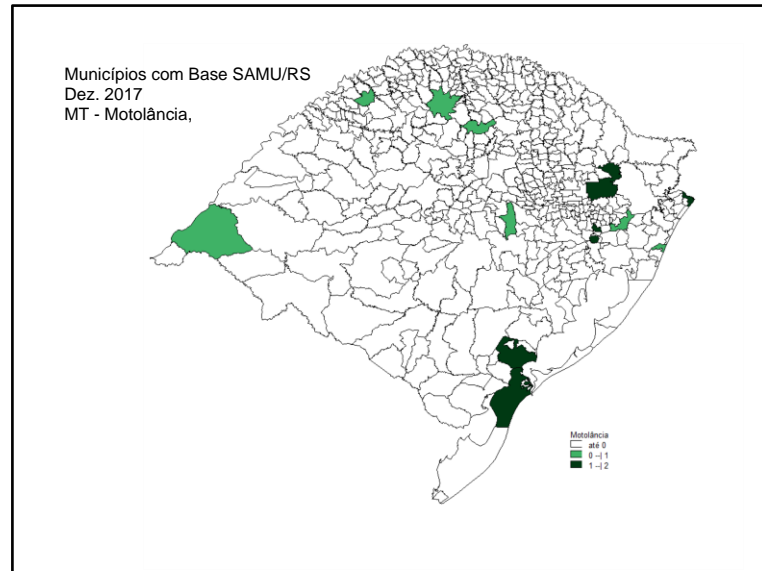 Municípios com Base SAMU/RS
Dez. 2017
MT - Motolância,
Motolância
até 0
0 --| 1
1 --| 2